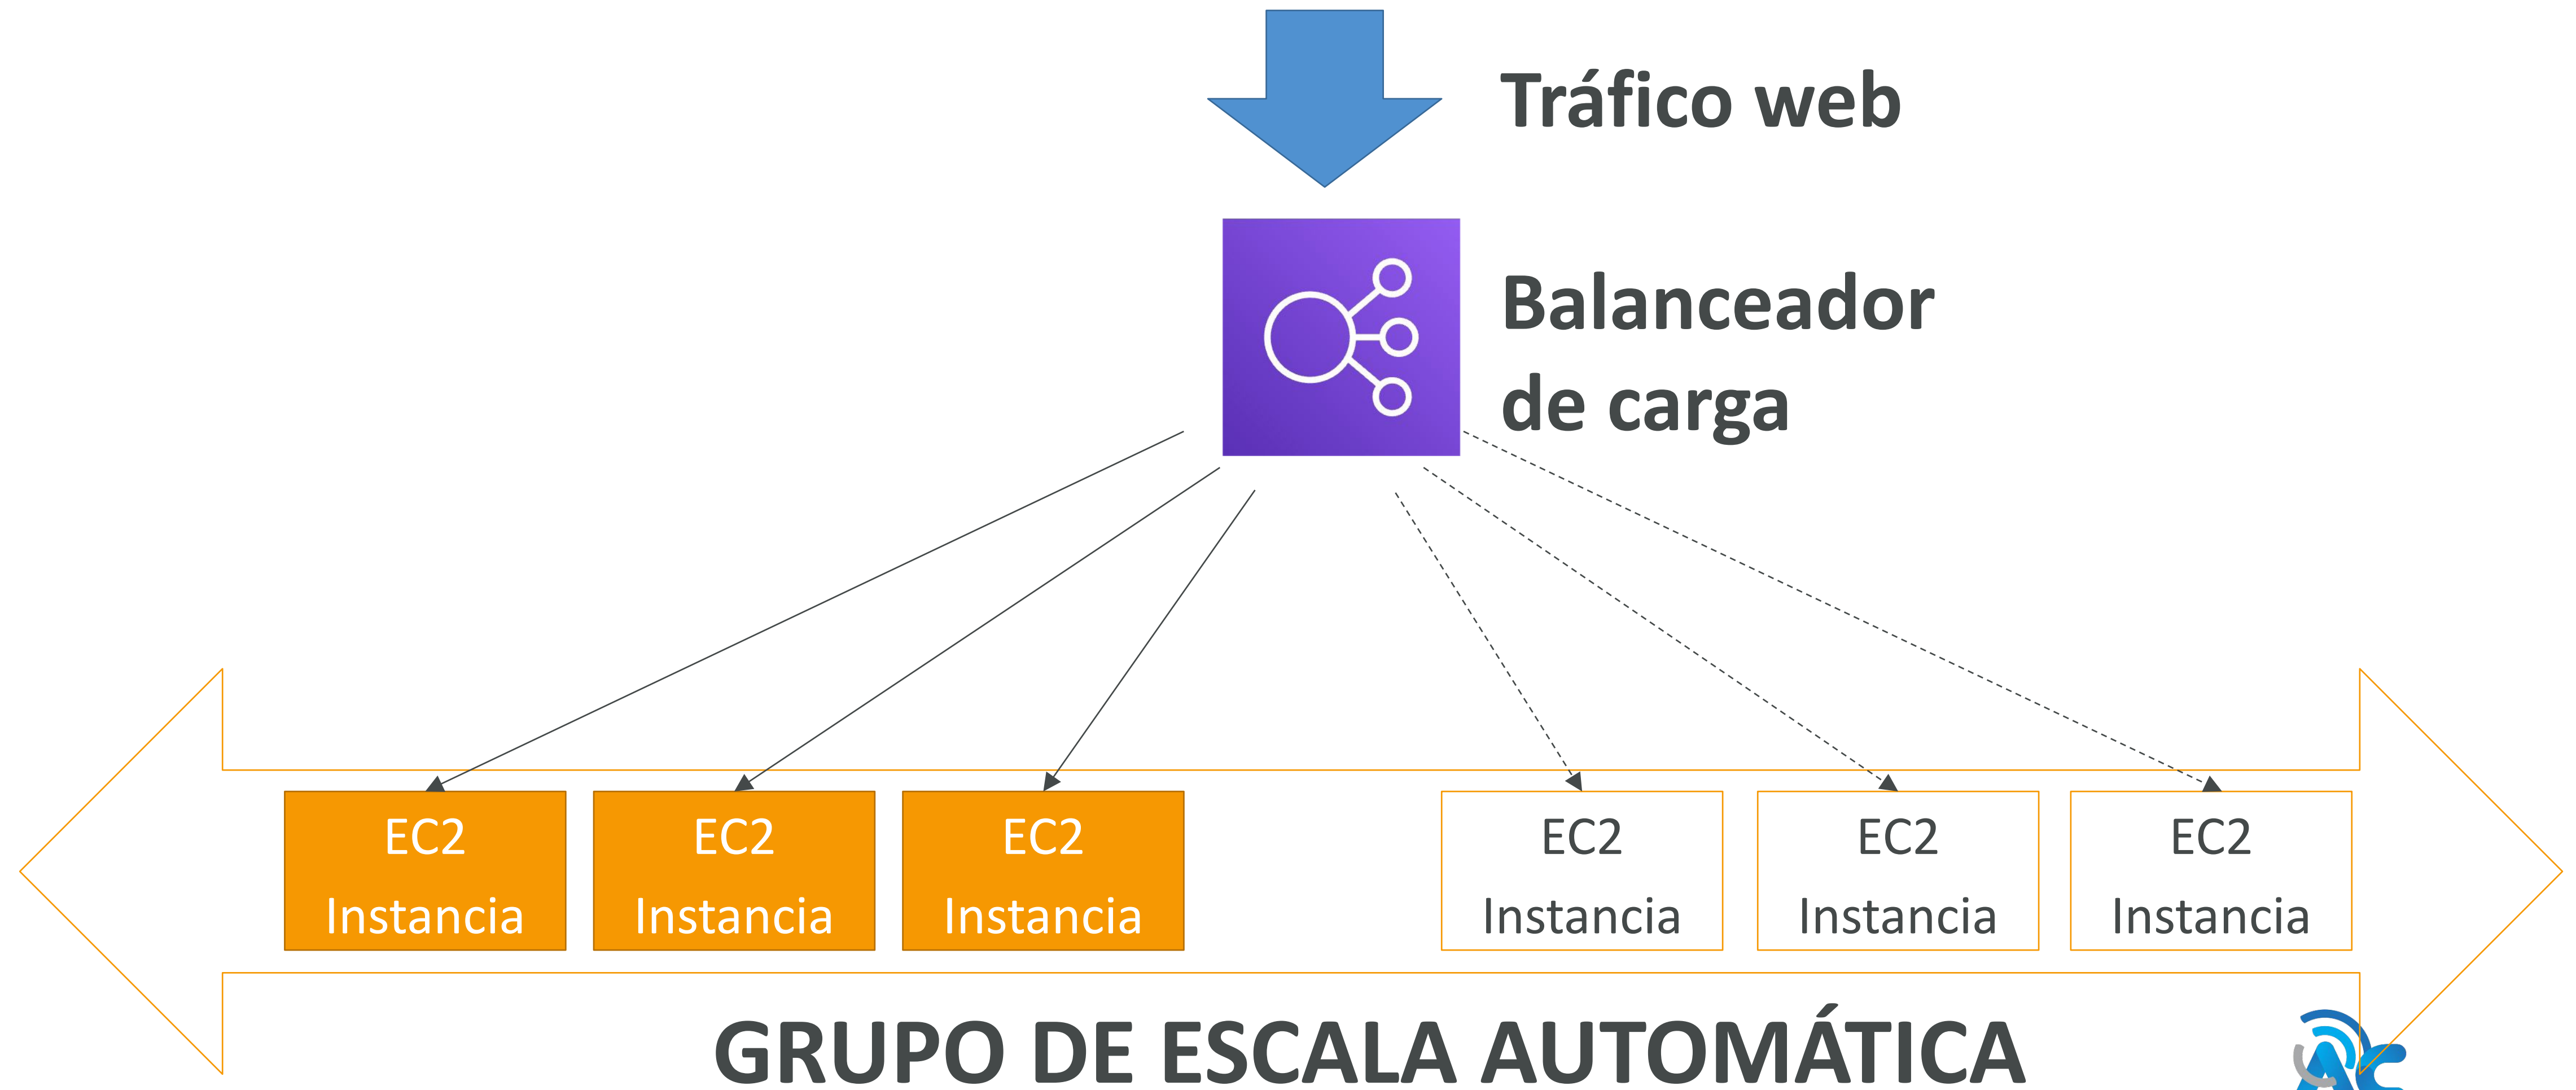 Tráfico web
Balanceador
de carga
EC2
Instancia
EC2
Instancia
EC2
Instancia
EC2
Instancia
EC2
Instancia
EC2
Instancia
GRUPO DE ESCALA AUTOMÁTICA